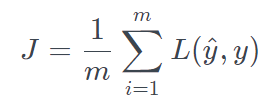 J = \frac{1}{m} \sum_{i=1}^{m} L(\hat{y}, y)